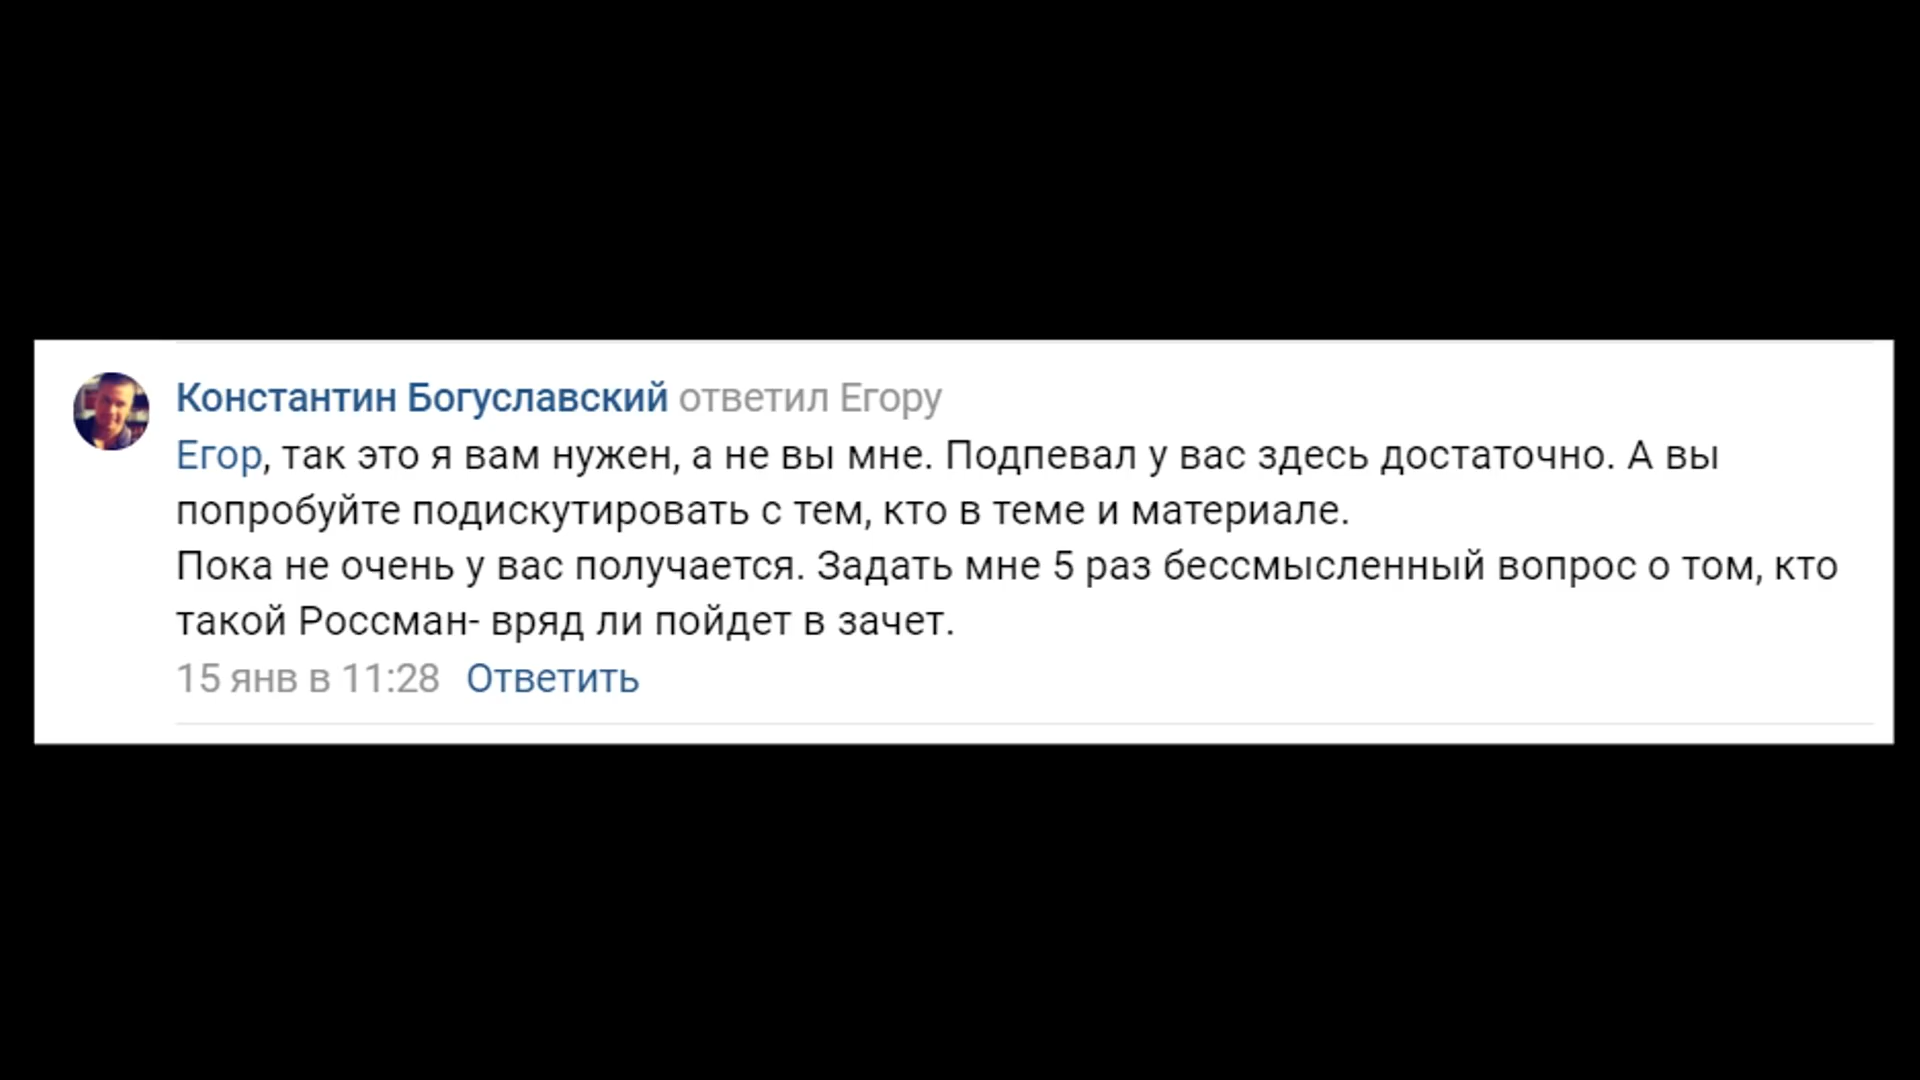 Константин Богуславский ответил Егору
Егор, так это я вам нужен, а не вы мне. Подпевал у вас здесь достаточно. А вы
попробуйте подискутировать с тем, кто в теме и материале.
Пока не очень у вас получается. Задать мне 5 раз бессмысленный вопрос о том, кто
такой Россман- вряд ли пойдет в зачет.
15 янв в 11:28 Ответить